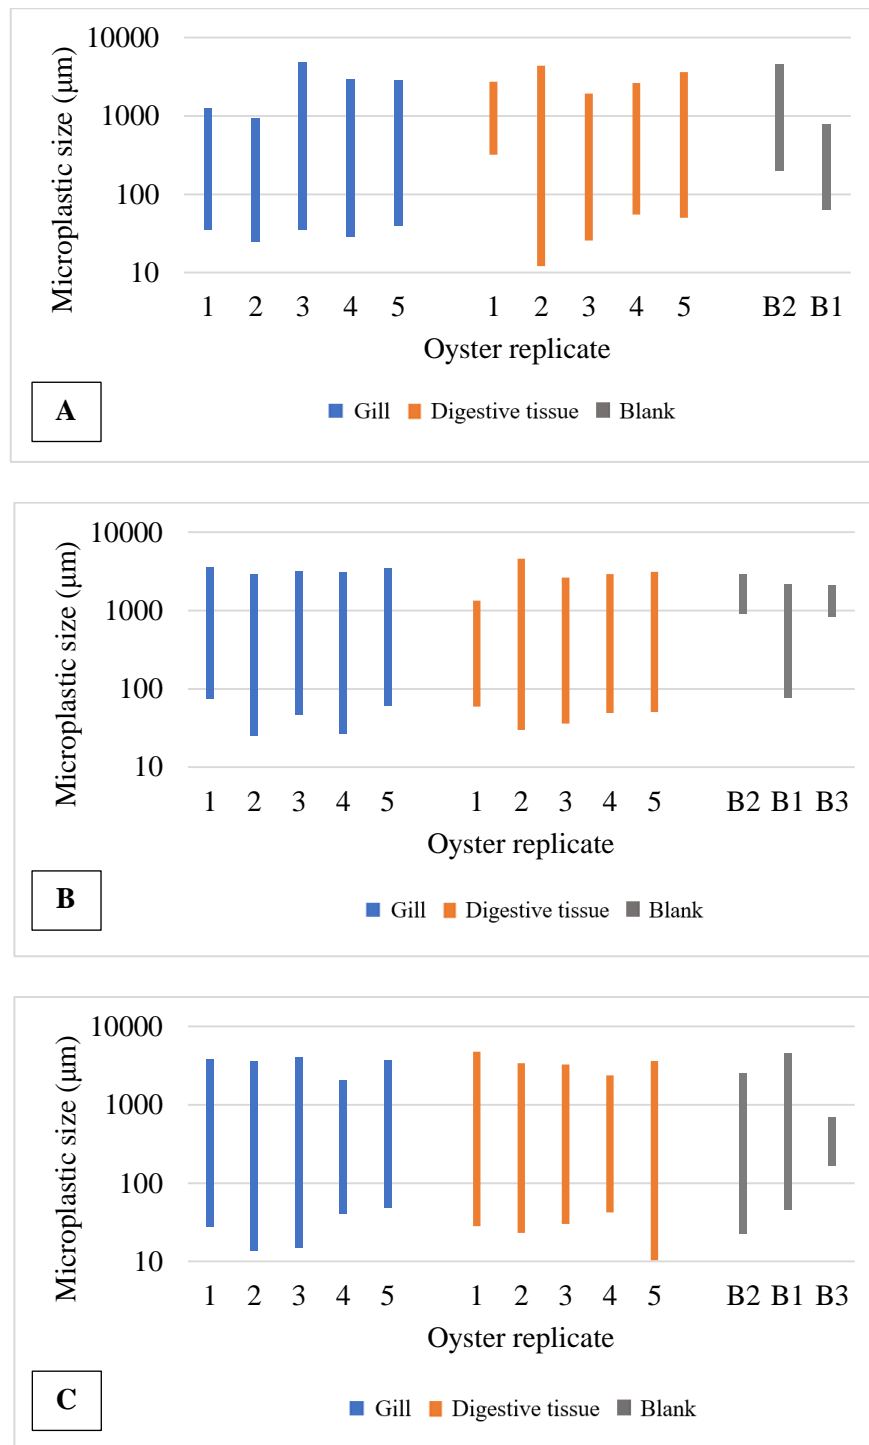 Microplastic size (µm)
10000
1000
100
10
1 2 3 4 5 1 2 3 4 5 B2 B1
Oyster replicate
A
Gill Digestive tissue Blank
Microplastic size (µm)
10000
1000
100
10
1 2 3 4 5 1 2 3 4 5 B2 B1 B3
Oyster replicate
B
Gill Digestive tissue Blank
Microplastic size (µm)
10000
1000
100
10
1 2 3 4 5 1 2 3 4 5 B2 B1 B3
Oyster replicate
C
Gill Digestive tissue Blank